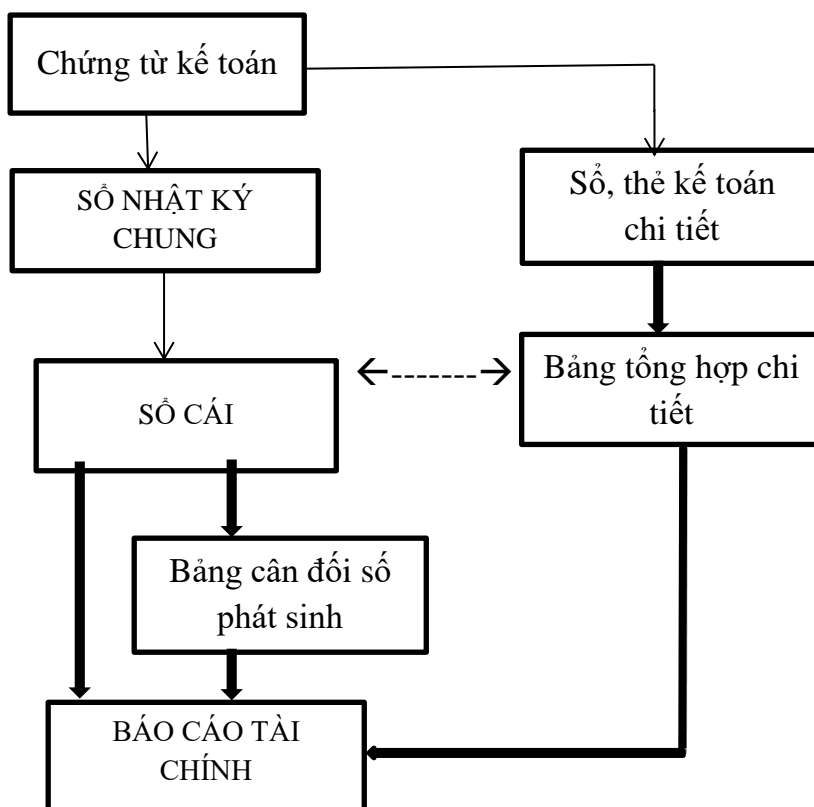 Chứng từ kế toán
SỔ NHẬT KÝ
CHUNG
Sổ, thẻ kế toán
chi tiết
SỔ CÁI
Bảng tổng hợp chi
tiết
Bảng cân đối số
phát sinh
BÁO CÁO TÀI
CHÍNH